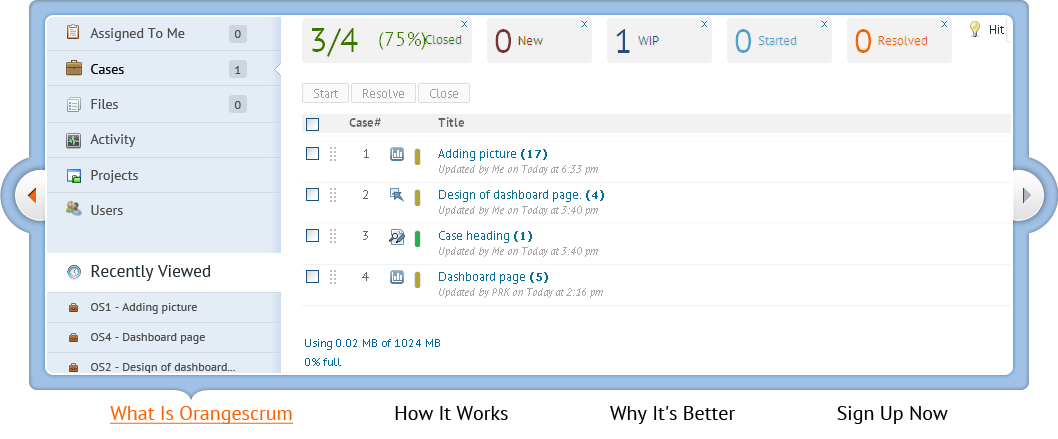 Assigned To Me 0
Cases 1
Files 0
Activity
Projects
Users
Recently Viewed
OS1 - Adding picture
OS4 - Dashboard page
OS2 - Design of dashboard...
3/4 (75%) Closed x
0 New x
1 WIP x
0 Started x
0 Resolved x
Hit
Start Resolve Close
Case# Title
1 Adding picture (17)
Updated by Me on Today at 6:33 pm
2 Design of dashboard page. (4)
Updated by Me on Today at 3:40 pm
3 Case heading (1)
Updated by Me on Today at 3:40 pm
4 Dashboard page (5)
Updated by PRK on Today at 2:16 pm
Using 0.02 MB of 1024 MB
0% full
What Is Orangescrum How It Works Why It's Better Sign Up Now